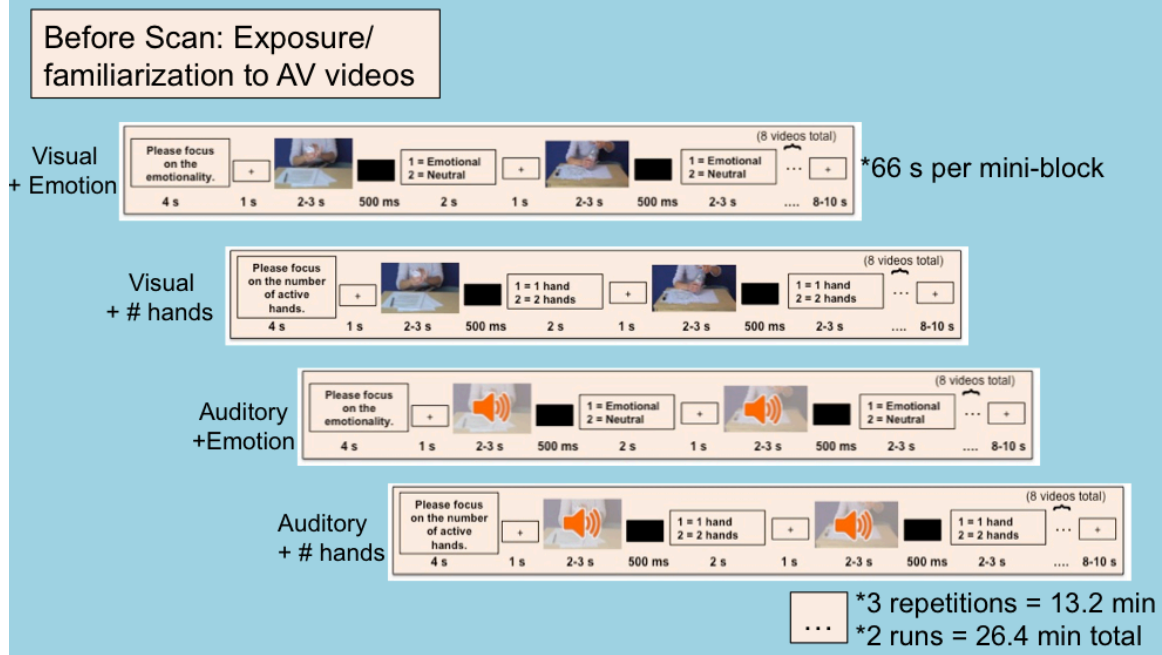 Before Scan: Exposure/
familiarization to AV videos
Visual
+ Emotion
Please focus
on the
emotionality.
+
1 = Emotional
2 = Neutral
+
1 = Emotional
2 = Neutral
(8 videos total)
...
+
4 s 1 s 2-3 s 500 ms 2 s 1 s 2-3 s 500 ms 2-3 s .... 8-10 s
*66 s per mini-block
Visual
+ # hands
Please focus
on the number
of active
hands.
+
1 = 1 hand
2 = 2 hands
+
1 = 1 hand
2 = 2 hands
(8 videos total)
...
+
4 s 1 s 2-3 s 500 ms 2 s 1 s 2-3 s 500 ms 2-3 s .... 8-10 s
Auditory
+Emotion
Please focus
on the
emotionality.
+
1 = Emotional
2 = Neutral
+
1 = Emotional
2 = Neutral
(8 videos total)
...
+
4 s 1 s 2-3 s 500 ms 2 s 1 s 2-3 s 500 ms 2-3 s .... 8-10 s
Auditory
+ # hands
Please focus
on the number
of active
hands.
+
1 = 1 hand
2 = 2 hands
+
1 = 1 hand
2 = 2 hands
(8 videos total)
...
+
4 s 1 s 2-3 s 500 ms 2 s 1 s 2-3 s 500 ms 2-3 s .... 8-10 s
...
*3 repetitions = 13.2 min
*2 runs = 26.4 min total